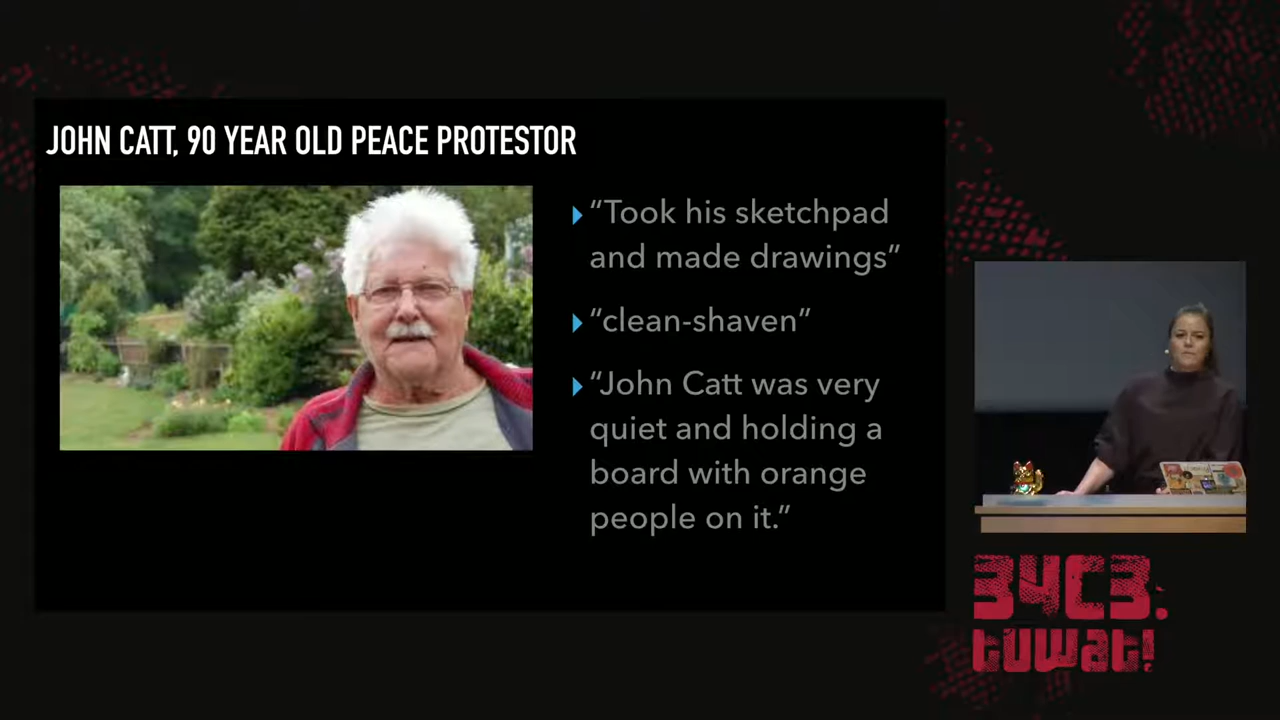 JOHN CATT, 90 YEAR OLD PEACE PROTESTOR
“Took his sketchpad
and made drawings”
“clean-shaven”
“John Catt was very
quiet and holding a
board with orange
people on it.”
34C3.
tuwat!